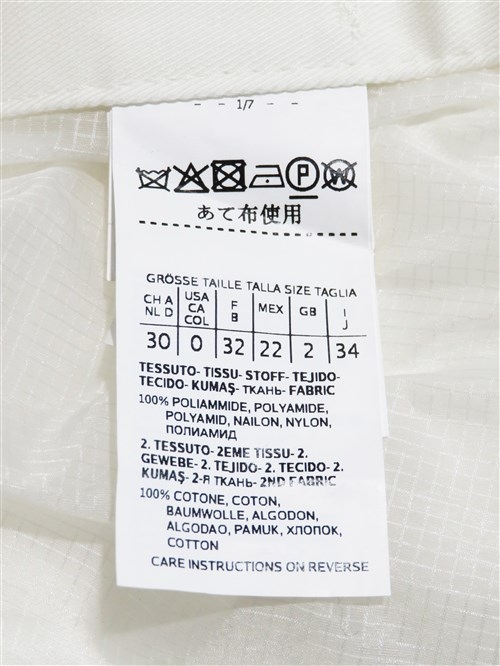 - - 1/7 - -
P W
あて布使用
GRÖSSE TAILLE TALLA SIZE TAGLIA
CH A NL D USA CA COL F B MEX GB I J
30 0 32 22 2 34
TESSUTO- TISSU- STOFF- TEJIDO-
TECIDO- KUMAŞ- ТКАНЬ- FABRIC
100% POLIAMMIDE, POLYAMIDE,
POLYAMID, NAILON, NYLON,
ПОЛИАМИД
2. TESSUTO- 2EME TISSU- 2.
GEWEBE- 2. TEJIDO- 2. TECIDO- 2.
KUMAŞ- 2-Я ТКАНЬ- 2ND FABRIC
100% COTONE, COTON,
BAUMWOLLE, ALGODON,
ALGODAO, PAMUK, ХЛОПОК,
COTTON
CARE INSTRUCTIONS ON REVERSE